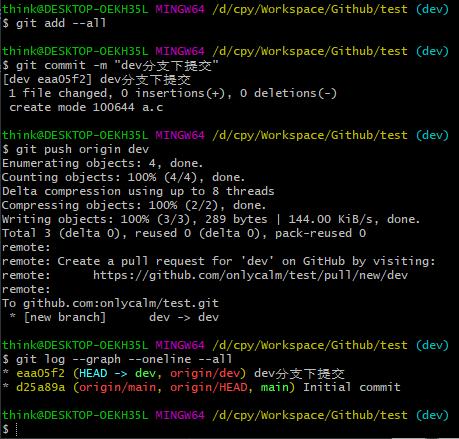 think@DESKTOP-OEKH35L MINGW64 /d/cpy/Workspace/Github/test (dev)
$ git add --all
think@DESKTOP-OEKH35L MINGW64 /d/cpy/Workspace/Github/test (dev)
$ git commit -m "dev分支下提交"
[dev eaa05f2] dev分支下提交
1 file changed, 0 insertions(+), 0 deletions(-)
create mode 100644 a.c
think@DESKTOP-OEKH35L MINGW64 /d/cpy/Workspace/Github/test (dev)
$ git push origin dev
Enumerating objects: 4, done.
Counting objects: 100% (4/4), done.
Delta compression using up to 8 threads
Compressing objects: 100% (2/2), done.
Writing objects: 100% (3/3), 289 bytes | 144.00 KiB/s, done.
Total 3 (delta 0), reused 0 (delta 0), pack-reused 0
remote:
remote: Create a pull request for 'dev' on GitHub by visiting:
remote:      https://github.com/onlycalm/test/pull/new/dev
remote:
To github.com:onlycalm/test.git
* [new branch]      dev -> dev
think@DESKTOP-OEKH35L MINGW64 /d/cpy/Workspace/Github/test (dev)
$ git log --graph --oneline --all
* eaa05f2 (HEAD -> dev, origin/dev) dev分支下提交
* d25a89a (origin/main, origin/HEAD, main) Initial commit
think@DESKTOP-OEKH35L MINGW64 /d/cpy/Workspace/Github/test (dev)
$